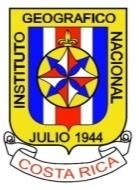 INSTITUTO
GEOGRAFICO
NACIONAL
JULIO 1944
COSTA RICA